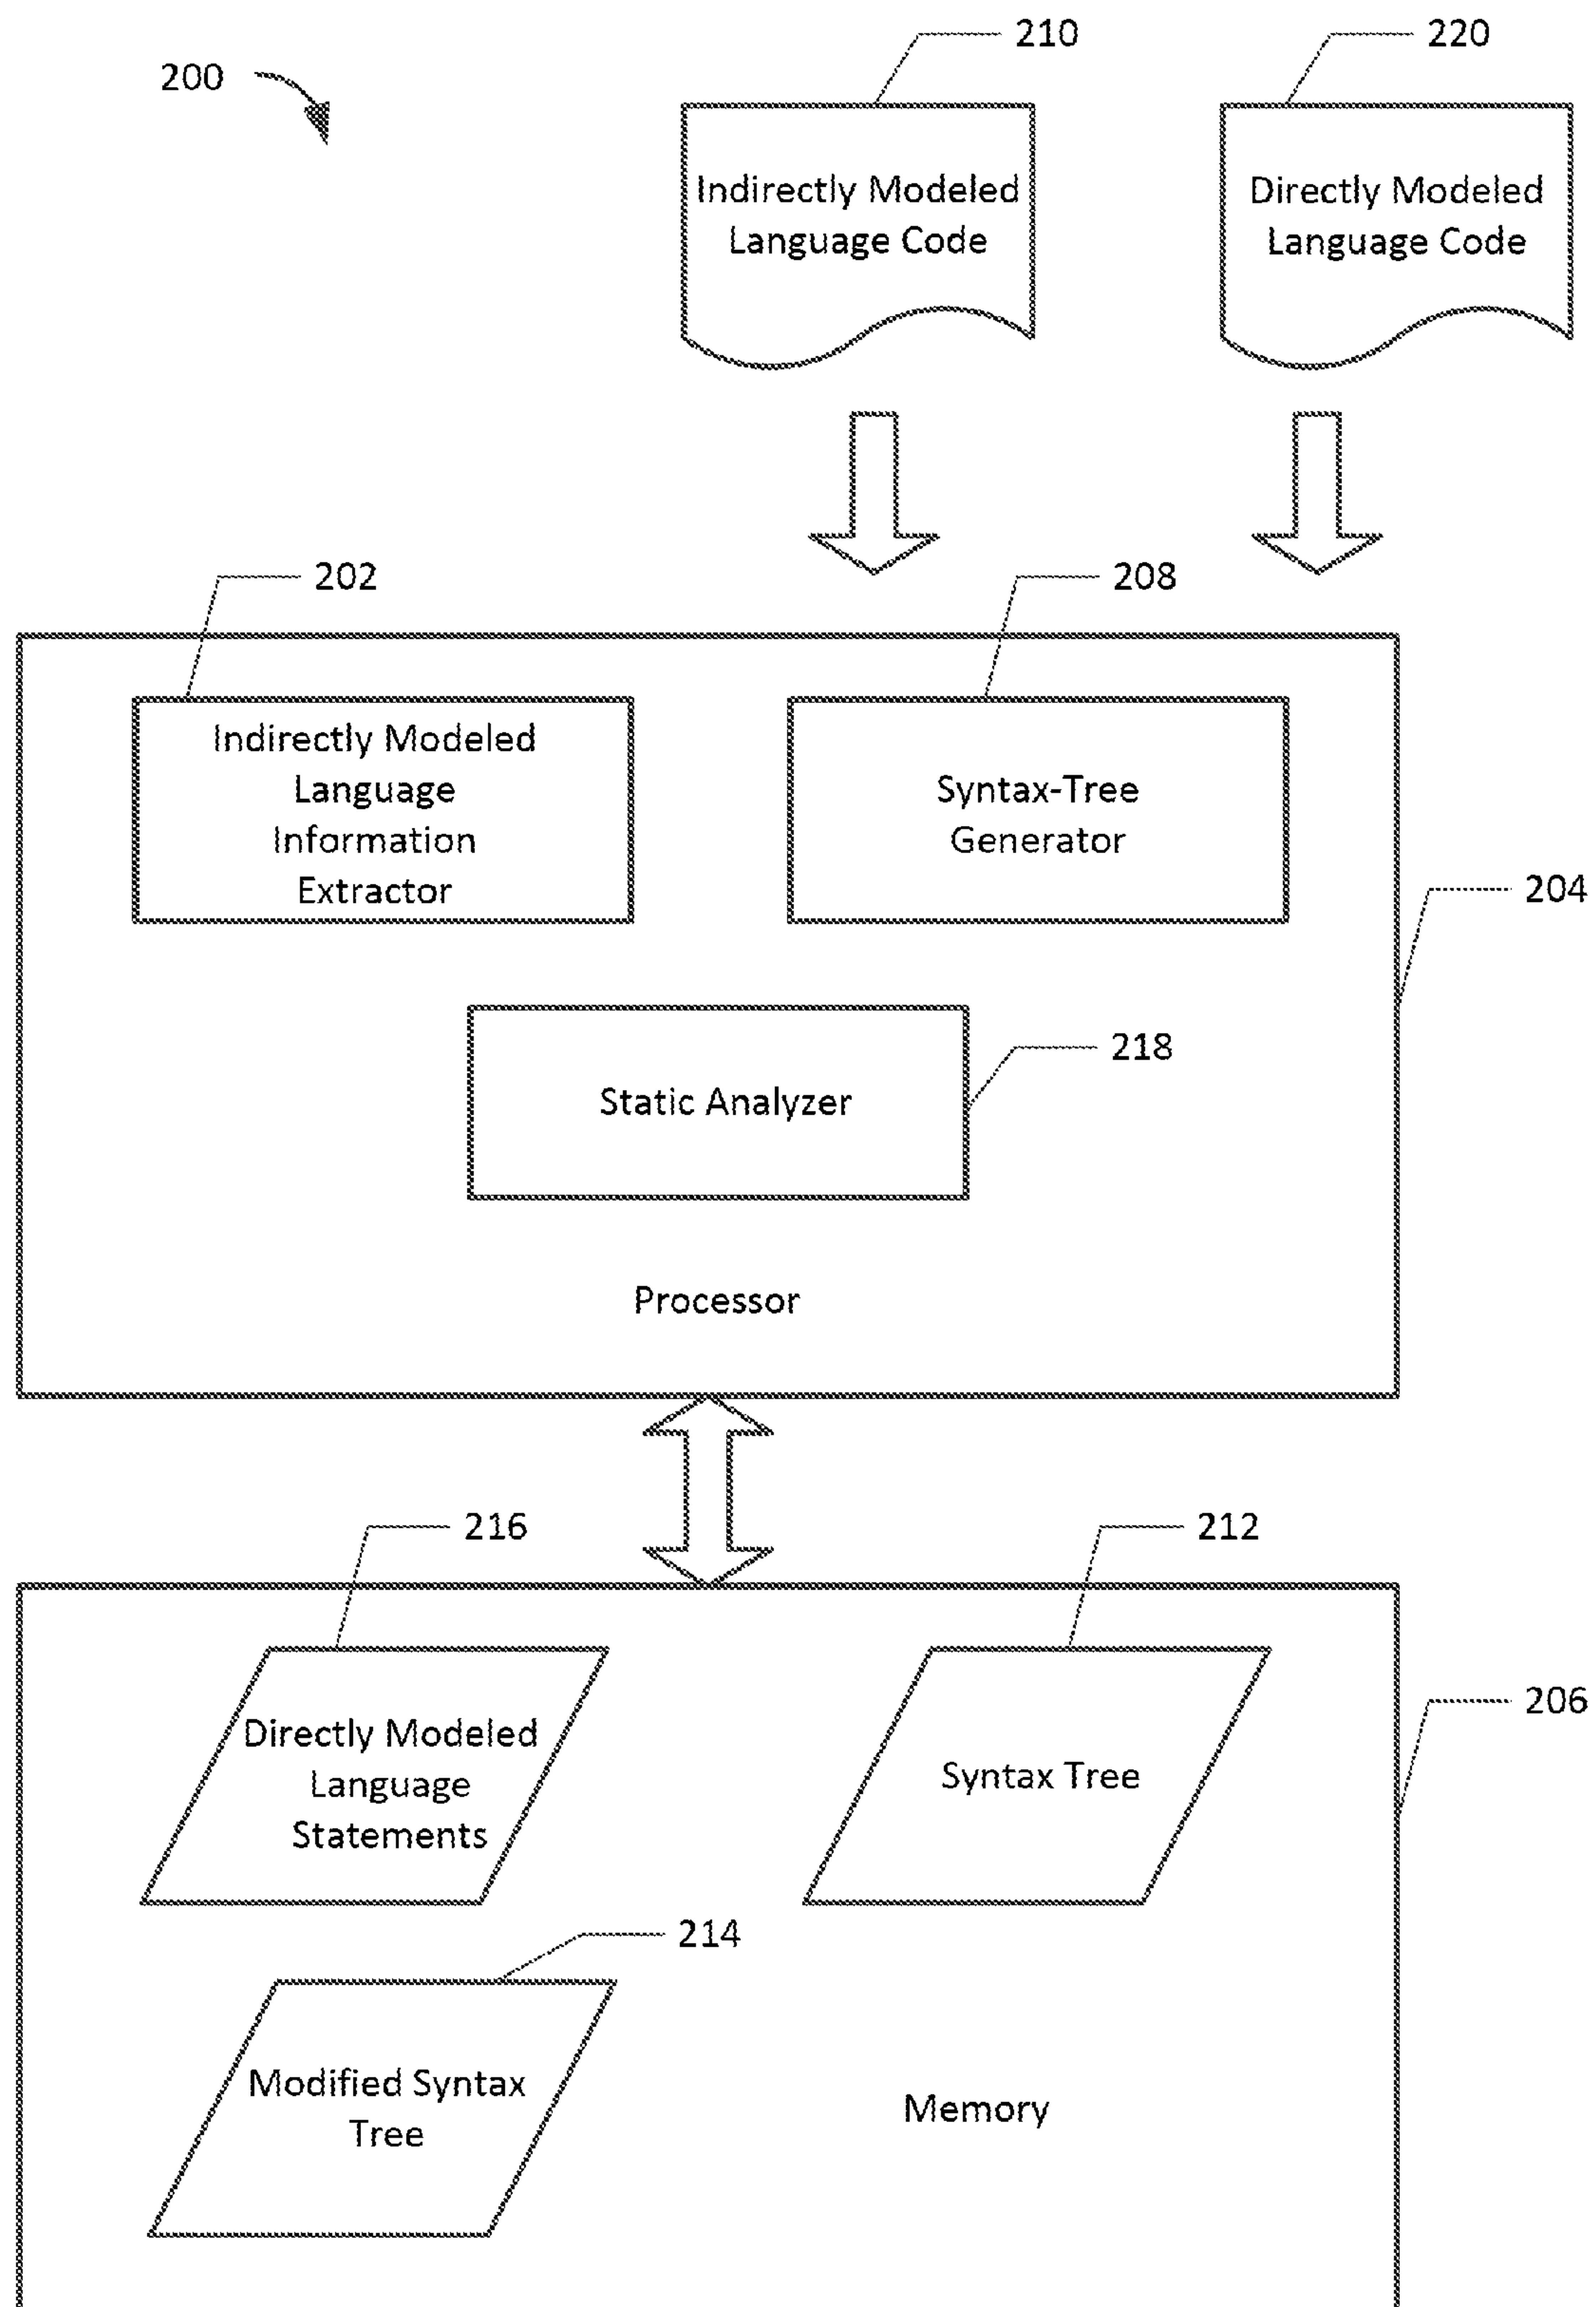 200
210
220
Indirectly Modeled
Language Code
Directly Modeled
Language Code
202
208
Indirectly Modeled
Language
Information
Extractor
Syntax-Tree
Generator
204
218
Static Analyzer
Processor
216
212
206
Directly Modeled
Language
Statements
Syntax Tree
214
Modified Syntax
Tree
Memory